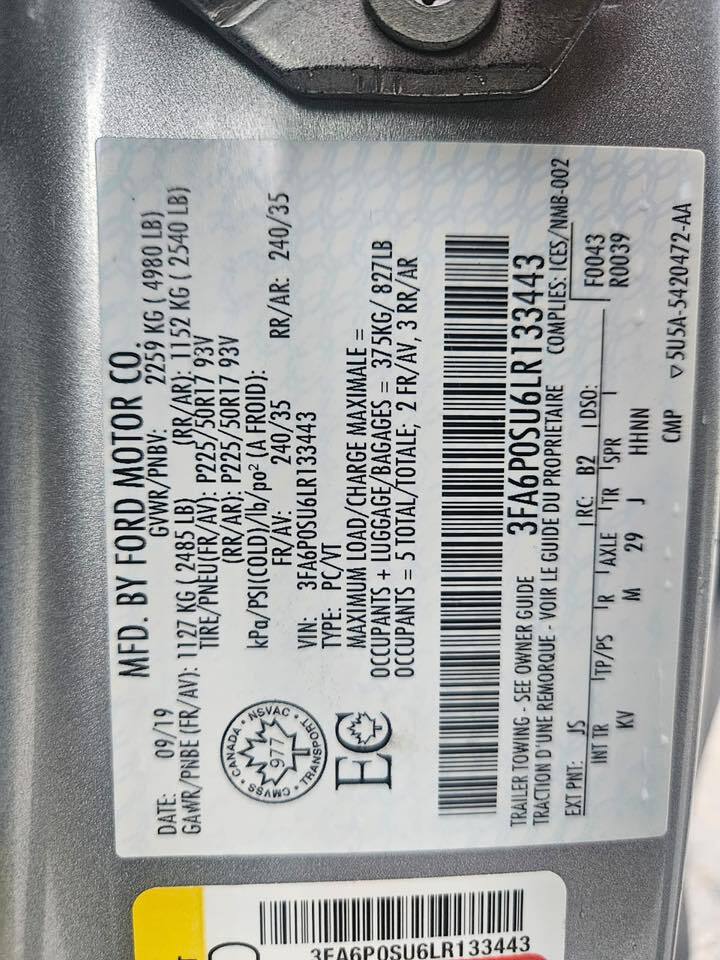 MFD. BY FORD MOTOR CO.
DATE: 09/19 GVWR/PNBV: 2259 KG ( 4980 LB)
GAWR/PNBE (FR/AV): 1127 KG ( 2485 LB) (RR/AR): 1152 KG ( 2540 LB)
TIRE/PNEU(FR/AV): P225/50R17 93V
(RR/AR): P225/50R17 93V
kPa/PSI(COLD)/lb/po² (A FROID):
FR/AV: 240/35 RR/AR: 240/35
VIN: 3FA6P0SU6LR133443
TYPE: PC/VT
MAXIMUM LOAD/CHARGE MAXIMALE =
OCCUPANTS + LUGGAGE/BAGAGES = 375KG/ 827LB
OCCUPANTS = 5 TOTAL/TOTALE; 2 FR/AV, 3 RR/AR
CANADA · NSVAC · TRANSPORT · CMVSS ·
977
EC
3FA6P0SU6LR133443
TRAILER TOWING - SEE OWNER GUIDE
TRACTION D'UNE REMORQUE - VOIR LE GUIDE DU PROPRIETAIRE COMPLIES: ICES/NMB-002
EXT PNT: JS RC: B2 DSO: F0043
INT TR TP/PS R AXLE TR SPR R0039
KV M 29 J HHNN
CMP ▽5U5A-5420472-AA
3FA6P0SU6LR133443